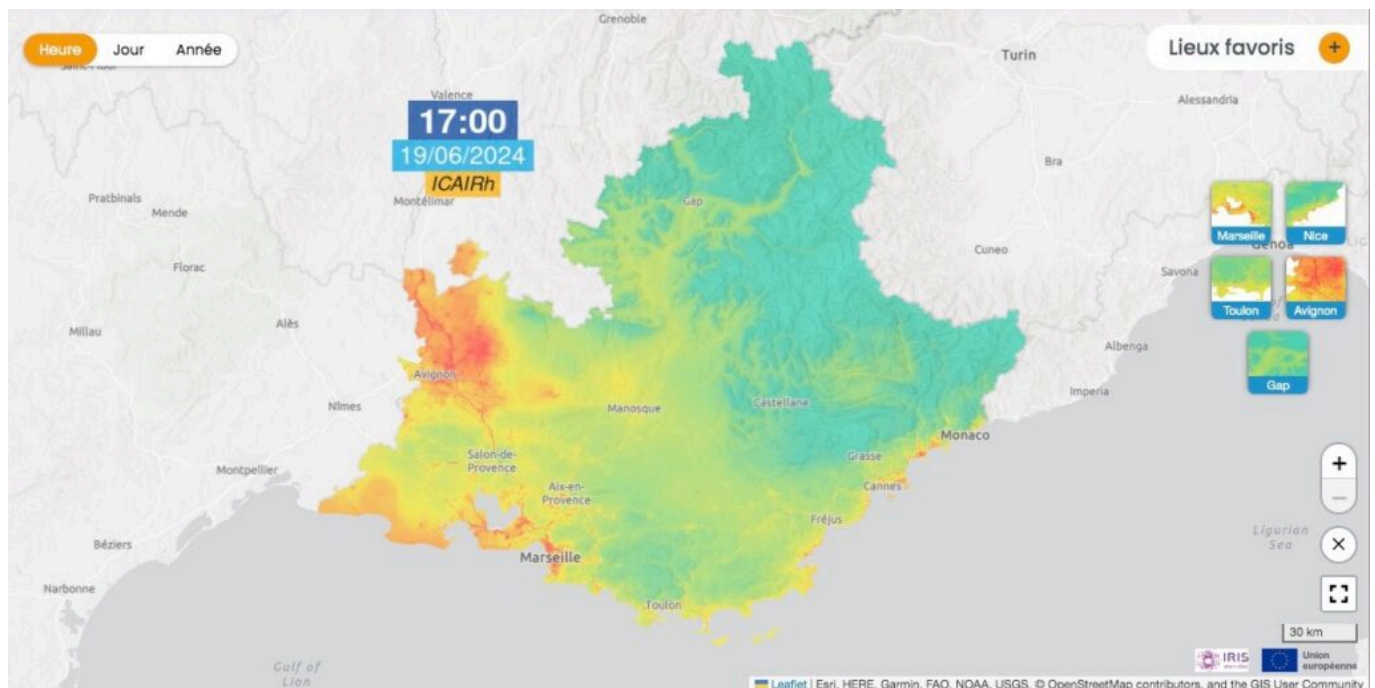 Heure Jour Année
Lieux favoris +
Grenoble
Turin
Valence
Alessandria
17:00
19/06/2024
ICAIRh
Bra
Pratbinals
Mende
Montélimar
Gap
Marseille Nice
Cuneo
Genoa
Florac
Savona
Toulon Avignon
Millau
Alès
Albenga
Avignon
Gap
Imperia
Nîmes
Manosque
Castellane
Monaco
Salon-de-
Provence
Grasse
Montpellier
Aix-en-
Provence
Cannes
+
−
Fréjus
Ligurian
Sea
Béziers
Marseille
Narbonne
Toulon
30 km
Gulf of
Lion
IRIS
Union
européenne
Leaflet | Esri, HERE, Garmin, FAO, NOAA, USGS, © OpenStreetMap contributors, and the GIS User Community